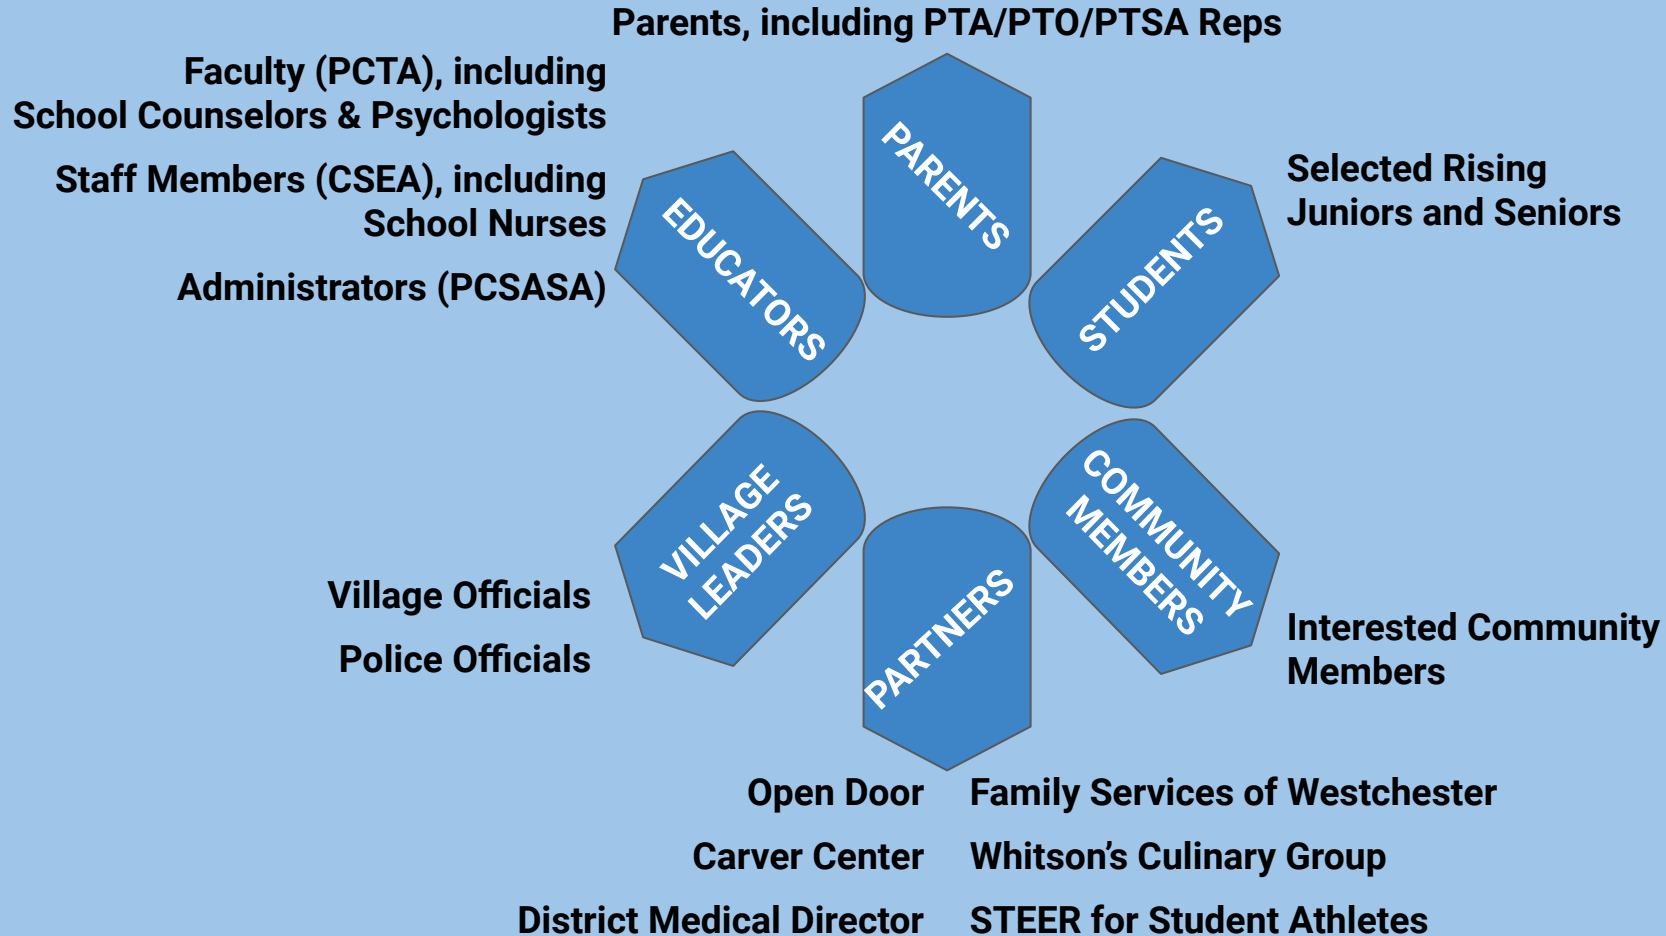 Parents, including PTA/PTO/PTSA Reps
Faculty (PCTA), including
School Counselors & Psychologists
Staff Members (CSEA), including
School Nurses
Administrators (PCSASA)
EDUCATORS
PARENTS
STUDENTS
Selected Rising
Juniors and Seniors
VILLAGE
LEADERS
Village Officials
Police Officials
PARTNERS
COMMUNITY
MEMBERS
Interested Community
Members
Open Door
Carver Center
District Medical Director
Family Services of Westchester
Whitson’s Culinary Group
STEER for Student Athletes